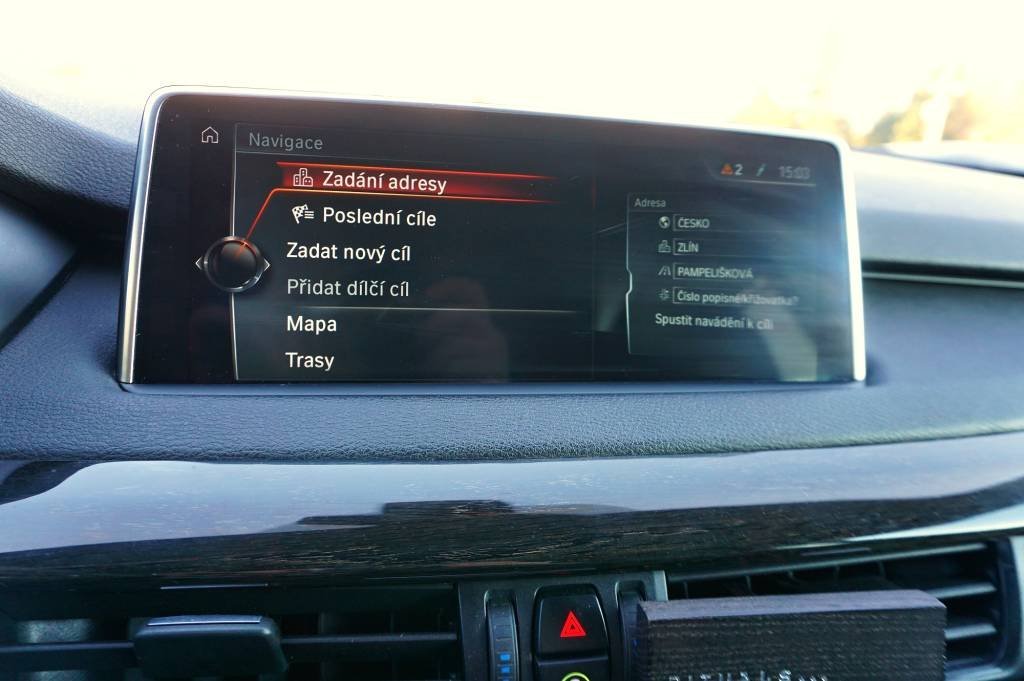 Navigace
2 15:03
Zadání adresy
Poslední cíle
Zadat nový cíl
Přidat dílčí cíl
Mapa
Trasy
Adresa
ČESKO
ZLÍN
PAMPELIŠKOVÁ
Číslo popisné/křižovatka?
Spustit navádění k cíli